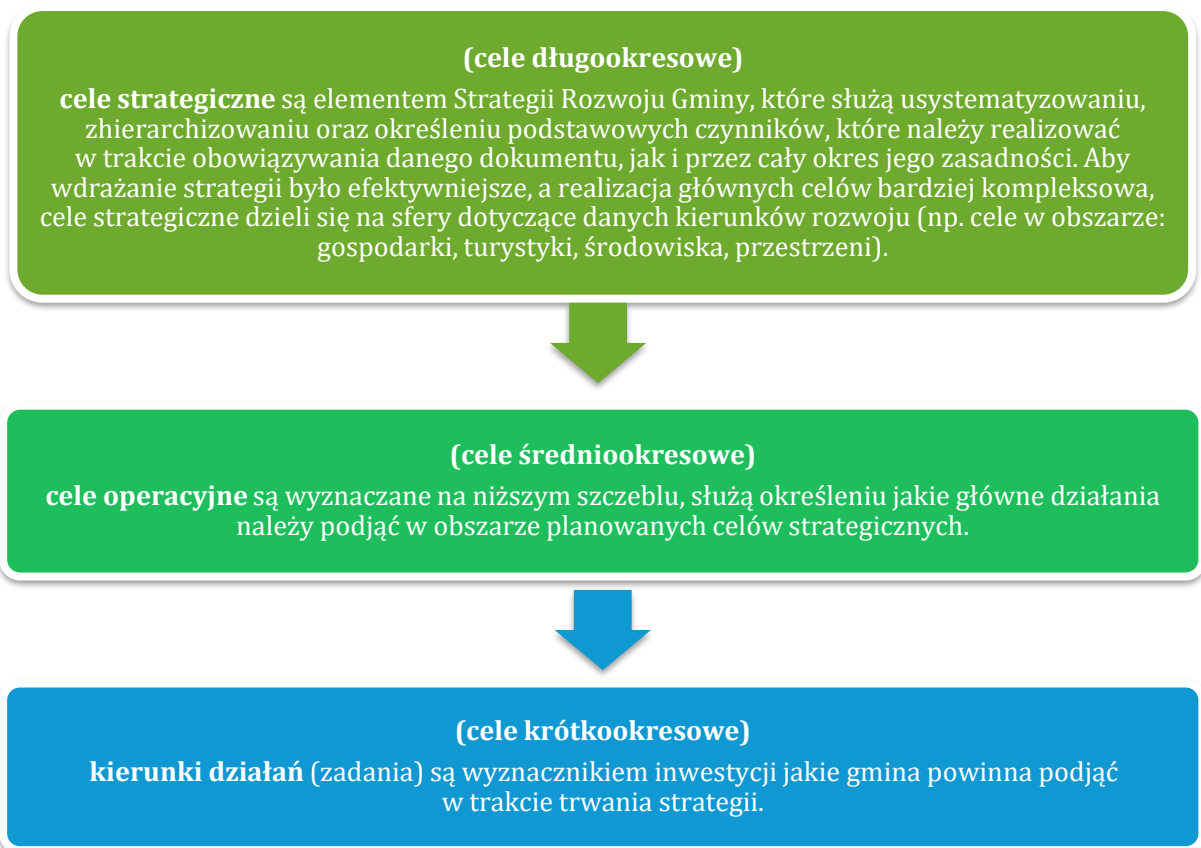 (cele długookresowe)
cele strategiczne są elementem Strategii Rozwoju Gminy, które służą usystematyzowaniu,
zhierarchizowaniu oraz określeniu podstawowych czynników, które należy realizować
w trakcie obowiązywania danego dokumentu, jak i przez cały okres jego zasadności. Aby
wdrażanie strategii było efektywniejsze, a realizacja głównych celów bardziej kompleksowa,
cele strategiczne dzieli się na sfery dotyczące danych kierunków rozwoju (np. cele w obszarze:
gospodarki, turystyki, środowiska, przestrzeni).
(cele średniookresowe)
cele operacyjne są wyznaczane na niższym szczeblu, służą określeniu jakie główne działania
należy podjąć w obszarze planowanych celów strategicznych.
(cele krótkookresowe)
kierunki działań (zadania) są wyznacznikiem inwestycji jakie gmina powinna podjąć
w trakcie trwania strategii.